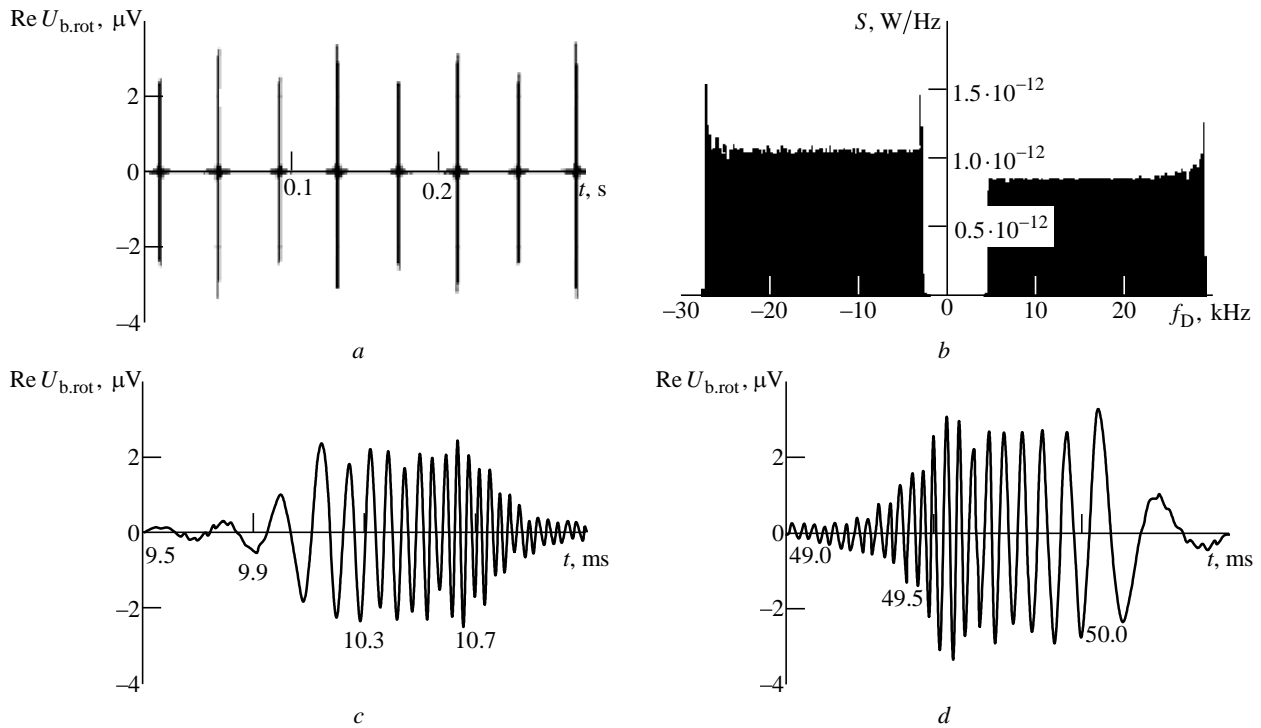 Re U_b.rot, μV
2
0
−2
−4
0.1
0.2
t, s
a
S, W/Hz
1.5·10⁻¹²
1.0·10⁻¹²
0.5·10⁻¹²
−30
−20
−10
0
10
20
f_D, kHz
b
Re U_b.rot, μV
2
0
−2
−4
9.5
9.9
10.3
10.7
t, ms
c
Re U_b.rot, μV
2
0
−2
−4
49.0
49.5
50.0
t, ms
d